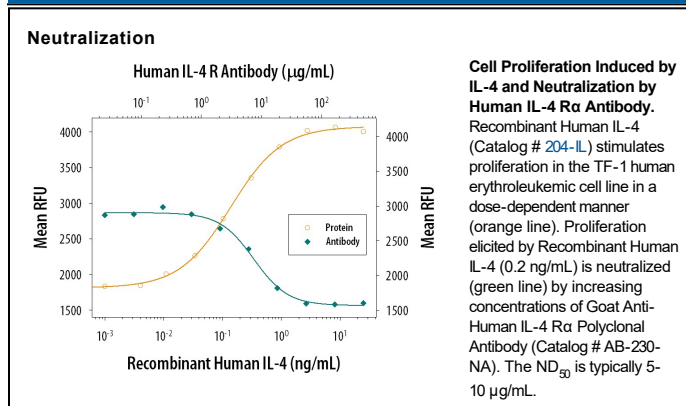 Neutralization
Human IL-4 R Antibody (μg/mL)
10⁻¹ 10⁰ 10¹ 10²
Mean RFU
4000
3500
3000
2500
2000
1500
4000
3500
3000
2500
2000
1500
Mean RFU
Protein
Antibody
10⁻³ 10⁻² 10⁻¹ 10⁰ 10¹
Recombinant Human IL-4 (ng/mL)
Cell Proliferation Induced by
IL-4 and Neutralization by
Human IL-4 Rα Antibody.
Recombinant Human IL-4
(Catalog # 204-IL) stimulates
proliferation in the TF-1 human
erythroleukemic cell line in a
dose-dependent manner
(orange line). Proliferation
elicited by Recombinant Human
IL-4 (0.2 ng/mL) is neutralized
(green line) by increasing
concentrations of Goat Anti-
Human IL-4 Rα Polyclonal
Antibody (Catalog # AB-230-
NA). The ND₅₀ is typically 5-
10 μg/mL.